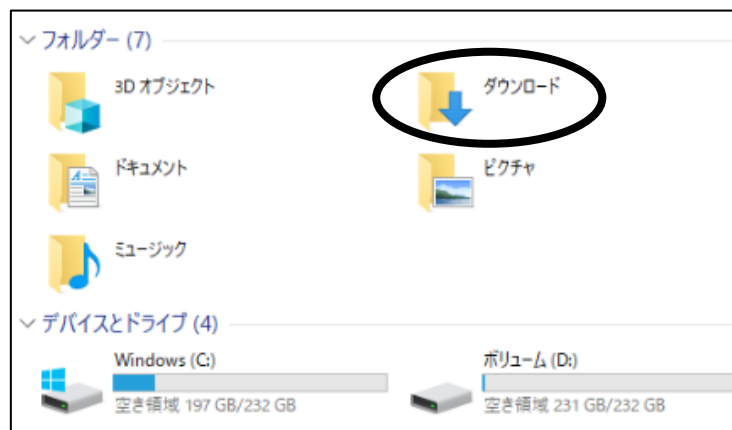 フォルダー (7)
3D オブジェクト
ダウンロード
ドキュメント
ピクチャ
ミュージック
デバイスとドライブ (4)
Windows (C:)
空き領域 197 GB/232 GB
ボリューム (D:)
空き領域 231 GB/232 GB